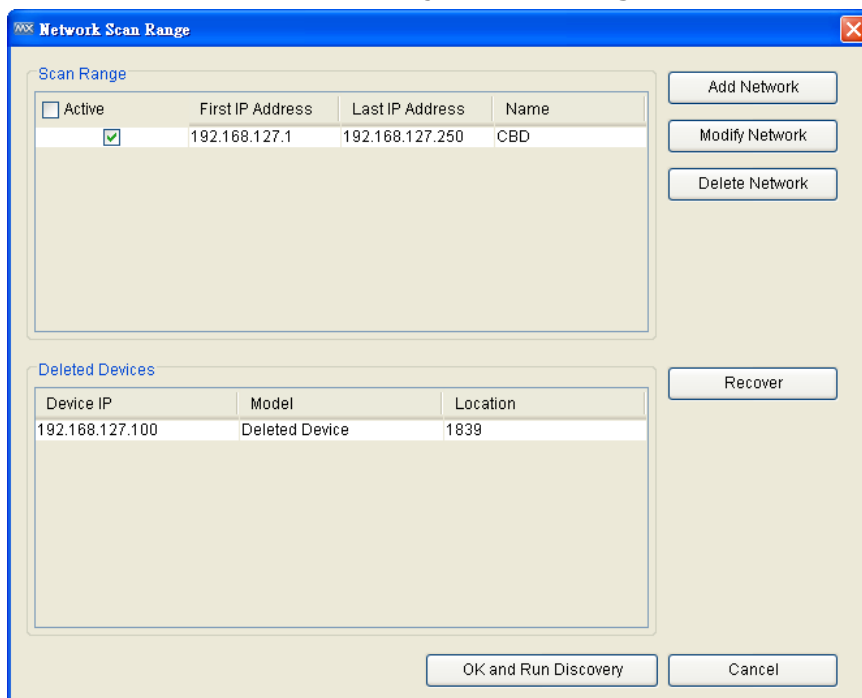 MX Network Scan Range
Scan Range
Active First IP Address Last IP Address Name
192.168.127.1 192.168.127.250 CBD
Add Network
Modify Network
Delete Network
Deleted Devices
Device IP Model Location
192.168.127.100 Deleted Device 1839
Recover
OK and Run Discovery Cancel